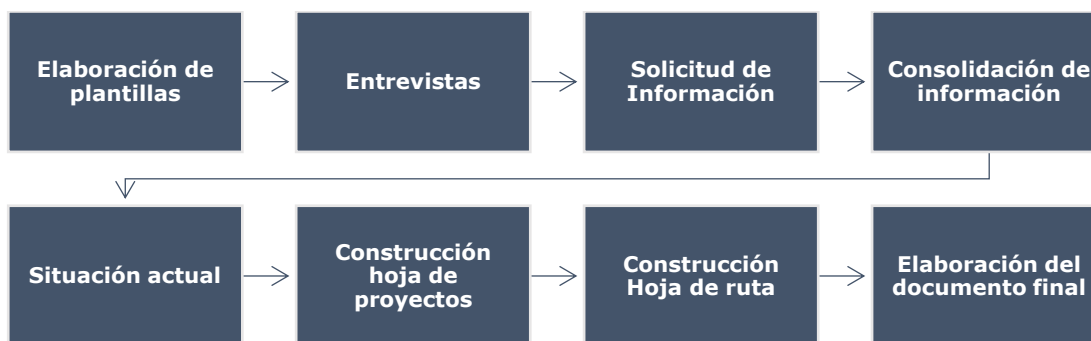 Elaboración de
plantillas
Entrevistas
Solicitud de
Información
Consolidación de
información
Situación actual
Construcción
hoja de
proyectos
Construcción
Hoja de ruta
Elaboración del
documento final